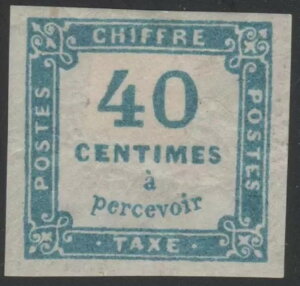 CHIFFRE
POSTES
40
CENTIMES
à
percevoir
POSTES
· TAXE ·